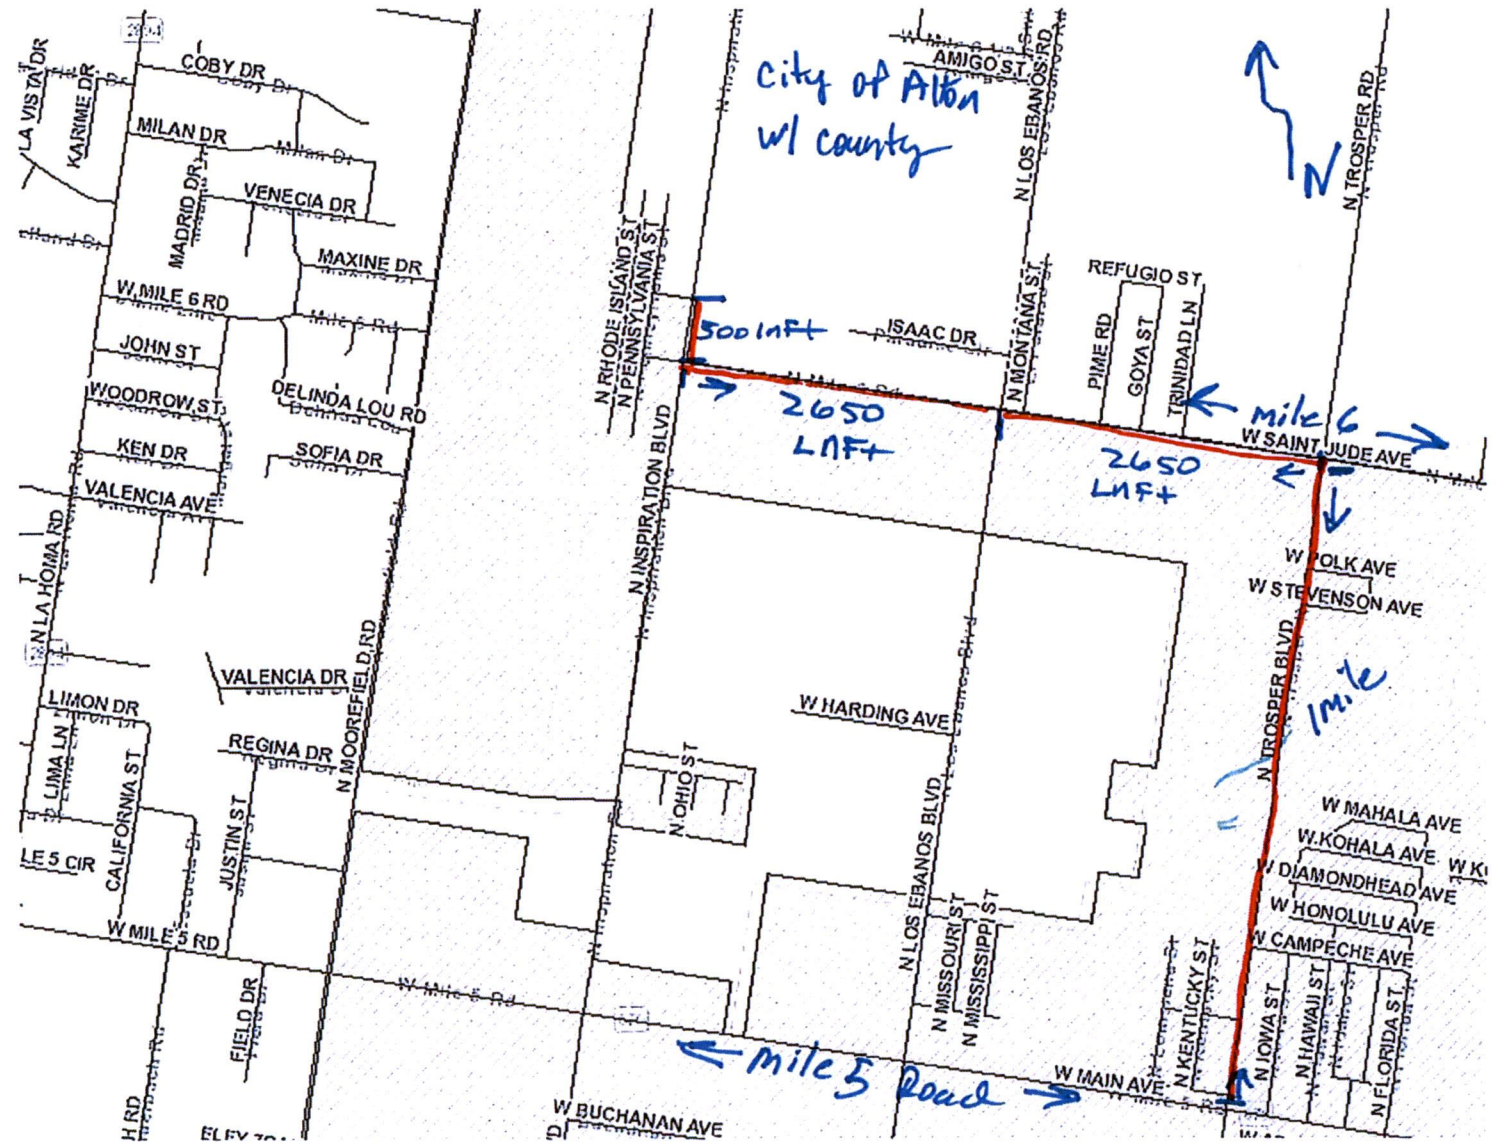 COBY DR
LA VISTA DR
KARIME DR
MILAN DR
Milan Dr
MADRID DR
VENECIA DR
MAXINE DR
W MILE 6 RD
JOHN ST
WOODROW ST
DELINDA LOU RD
KEN DR
SOFIA DR
VALENCIA AVE
N LA HOMA RD
N MOOREFIELD RD
VALENCIA DR
LIMON DR
REGINA DR
LIMA LN
CALIFORNIA ST
JUSTIN ST
LE 5 CIR
W MILE 5 RD
FIELD DR
H RD
City of Alton
w/ county
AMIGO ST
N LOS EBANOS RD
N TROSPER RD
N
N RHODE ISLAND ST
N PENNSYLVANIA ST
500 LnFt
ISAAC DR
N MONTANA ST
REFUGIO ST
PIME RD
GOYA ST
TRINIDAD LN
2650
LnFt
2650
LnFt
mile 6
W SAINT JUDE AVE
N INSPIRATION BLVD
W POLK AVE
W STEVENSON AVE
N TROSPER BLVD
1 mile
W HARDING AVE
N OHIO ST
N LOS EBANOS BLVD
W MAHALA AVE
W KOHALA AVE
W DIAMONDHEAD AVE
W HONOLULU AVE
W CAMPECHE AVE
N MISSOURI ST
N MISSISSIPPI ST
N KENTUCKY ST
N IOWA ST
N HAWAII ST
N FLORIDA ST
W Mile 5 Rd
mile 5 Road
W MAIN AVE
W BUCHANAN AVE